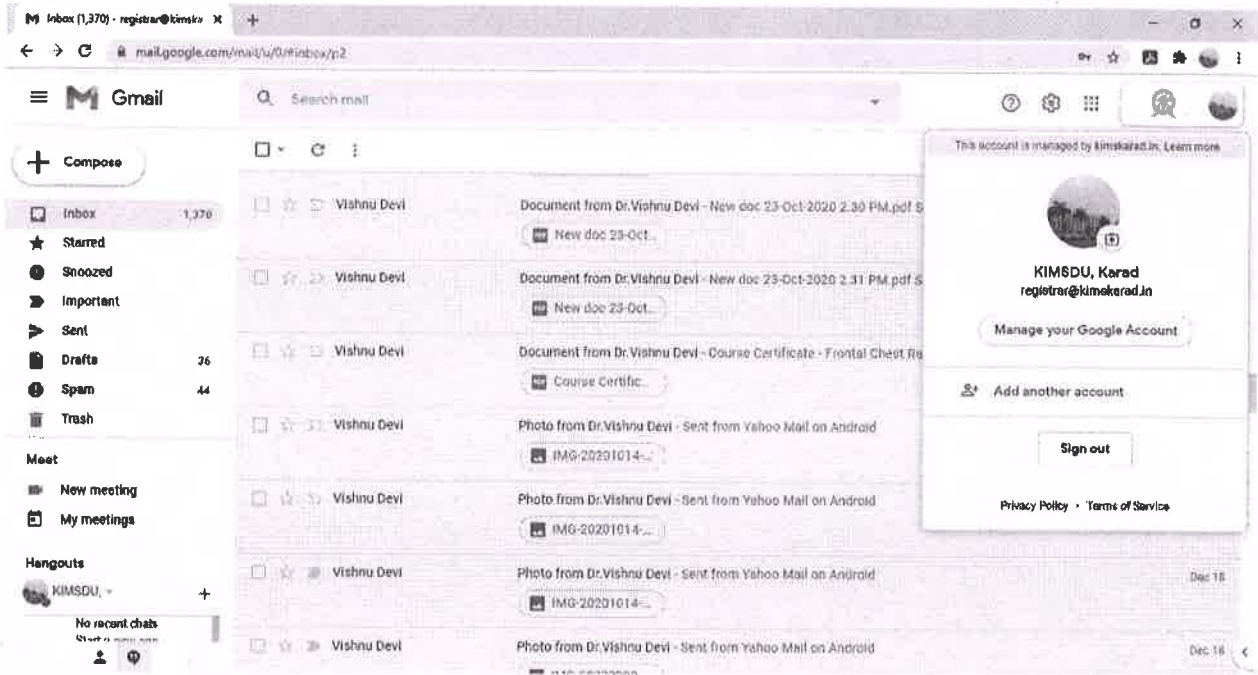 Inbox (1,370) - registrar@kimska
mail.google.com/mail/u/0/#inbox/p2
Gmail
Search mail
Compose
This account is managed by kimskarad.in. Learn more
Inbox 1,370
Starred
Snoozed
Important
Sent
Drafts 26
Spam 44
Trash
Meet
New meeting
My meetings
Hangouts
KIMSDU,
No recent chats
Vishnu Devi
Document from Dr.Vishnu Devi - New doc 23-Oct-2020 2.30 PM.pdf S
New doc 23-Oct...
Vishnu Devi
Document from Dr.Vishnu Devi - New doc 23-Oct-2020 2.31 PM.pdf S
New doc 23-Oct...
Vishnu Devi
Document from Dr.Vishnu Devi - Course Certificate - Frontal Chest Ra
Course Certific...
Vishnu Devi
Photo from Dr.Vishnu Devi - Sent from Yahoo Mail on Android
IMG-20201014-...
Vishnu Devi
Photo from Dr.Vishnu Devi - Sent from Yahoo Mail on Android
IMG-20201014-...
Vishnu Devi
Photo from Dr.Vishnu Devi - Sent from Yahoo Mail on Android
Dec 18
IMG-20201014-...
Vishnu Devi
Photo from Dr.Vishnu Devi - Sent from Yahoo Mail on Android
Dec 18
KIMSDU, Karad
registrar@kimskarad.in
Manage your Google Account
Add another account
Sign out
Privacy Policy • Terms of Service